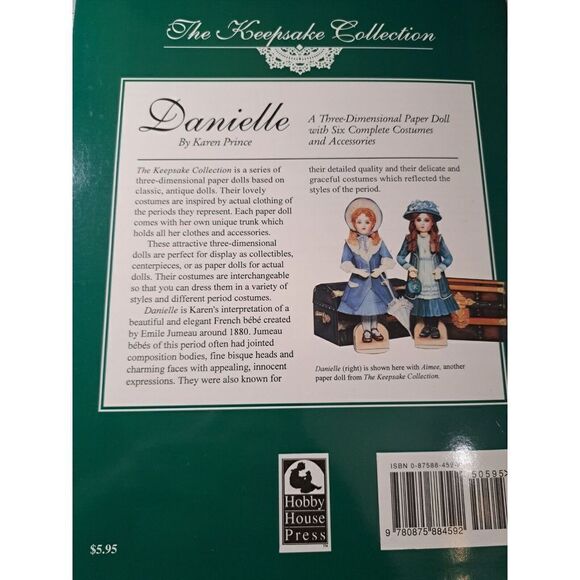 The Keepsake Collection
Danielle
By Karen Prince
A Three-Dimensional Paper Doll
with Six Complete Costumes
and Accessories
The Keepsake Collection is a series of
three-dimensional paper dolls based on
classic, antique dolls. Their lovely
costumes are inspired by actual clothing of
the periods they represent. Each paper doll
comes with her own unique trunk which
holds all her clothes and accessories.
These attractive three-dimensional
dolls are perfect for display as collectibles,
centerpieces, or as paper dolls for actual
dolls. Their costumes are interchangeable
so that you can dress them in a variety of
styles and different period costumes.
Danielle is Karen's interpretation of a
beautiful and elegant French bébé created
by Emile Jumeau around 1880. Jumeau
bébés of this period often had jointed
composition bodies, fine bisque heads and
charming faces with appealing, innocent
expressions. They were also known for
their detailed quality and their delicate and
graceful costumes which reflected the
styles of the period.
Danielle (right) is shown here with Aimee, another
paper doll from The Keepsake Collection.
Hobby
House
Press
TM
ISBN 0-87588-459-
50595>
9 780875 884592
$5.95